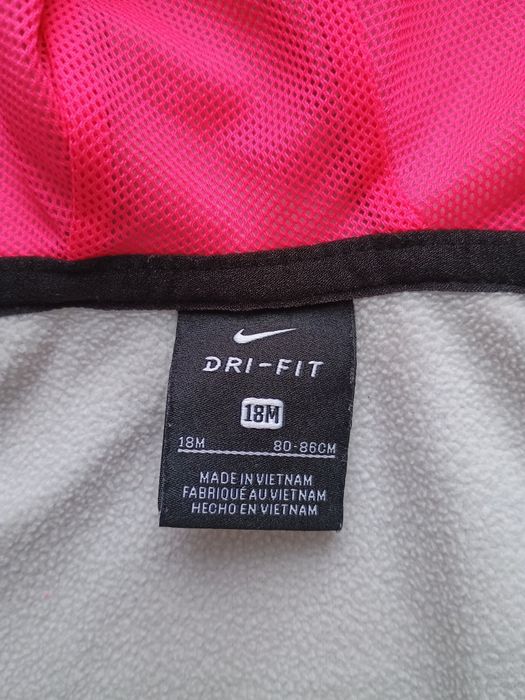 DRI-FIT
18M
18M 80-86CM
MADE IN VIETNAM
FABRIQUÉ AU VIETNAM
HECHO EN VIETNAM